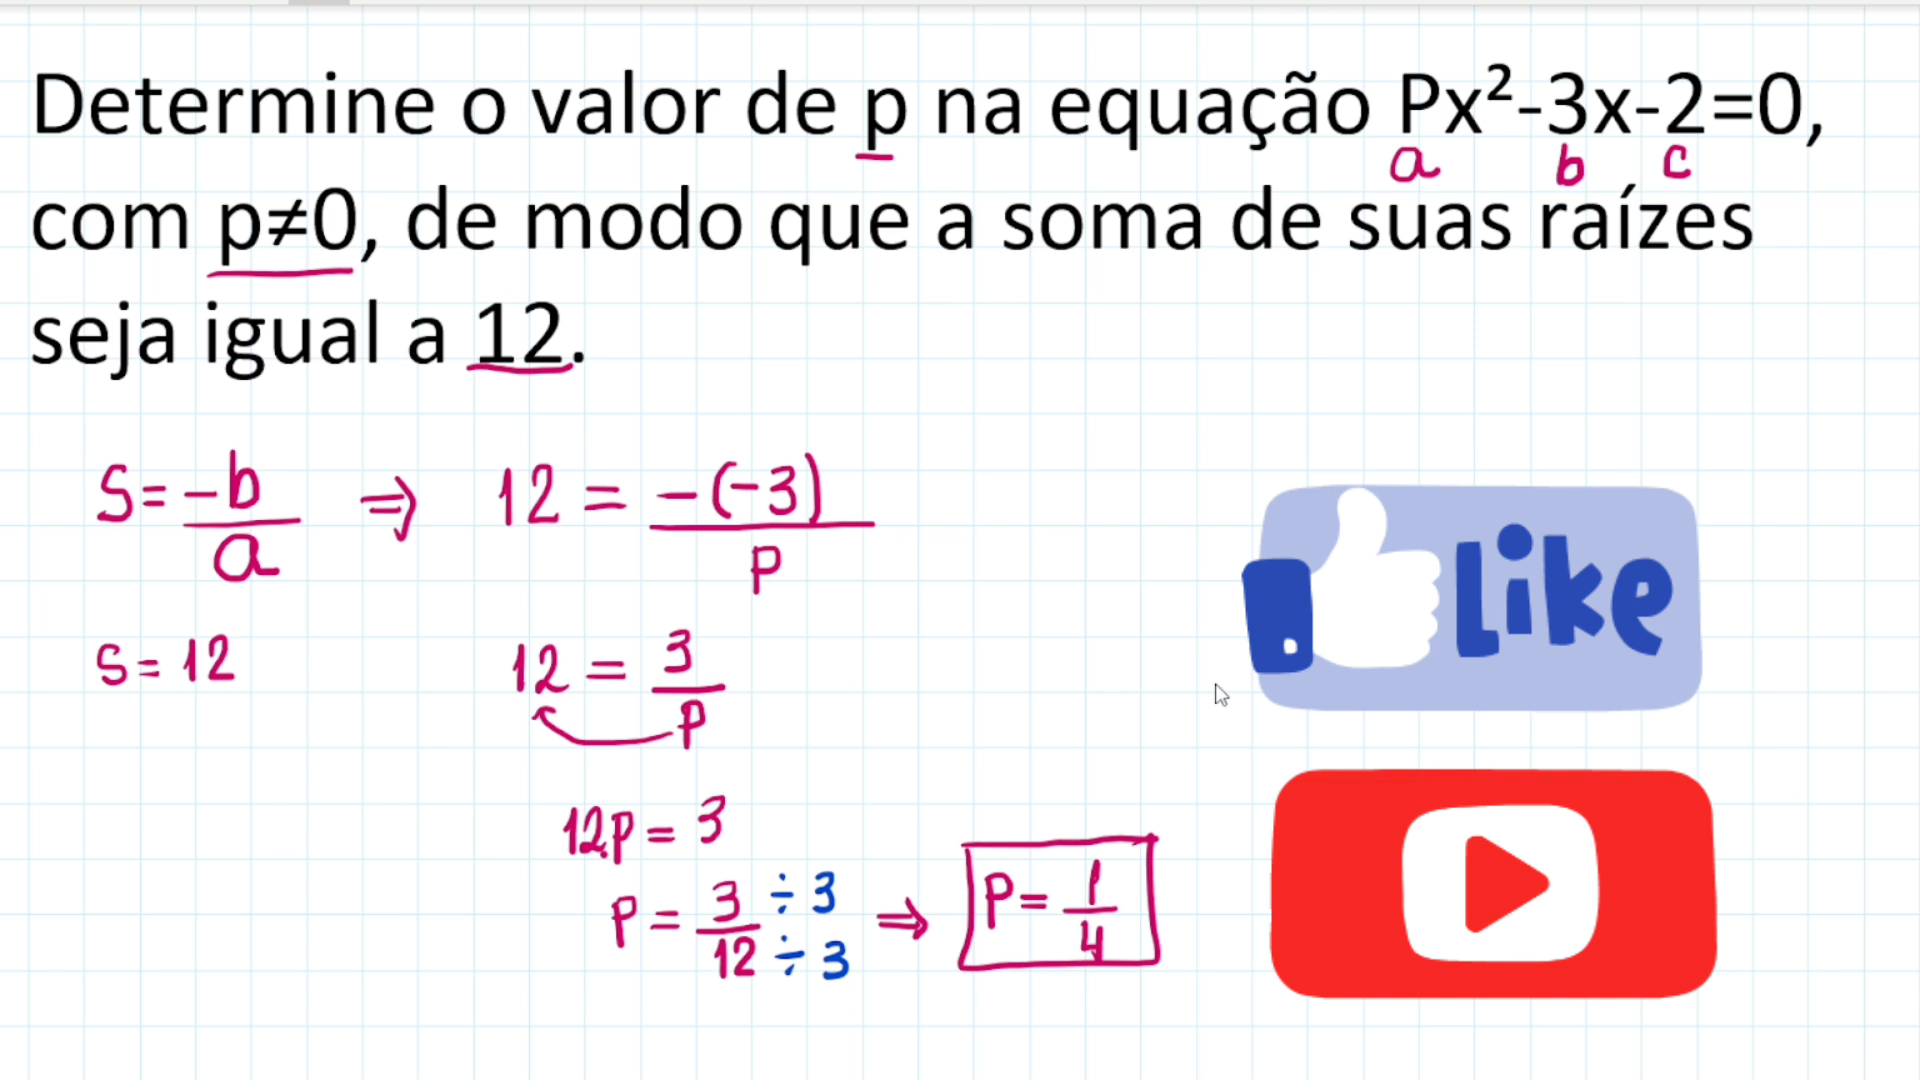 Determine o valor de p na equação Px²-3x-2=0,
a b c
com p≠0, de modo que a soma de suas raízes
seja igual a 12.
S = -b/a ⇒ 12 = -(-3)/p
S = 12
12 = 3/p
12.p = 3
p = 3/12 ÷3/÷3 ⇒ P = 1/4
Like